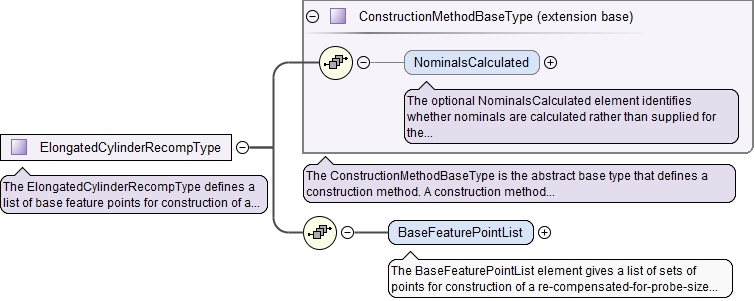 ConstructionMethodBaseType (extension base)
NominalsCalculated
The optional NominalsCalculated element identifies
whether nominals are calculated rather than supplied for
the...
ElongatedCylinderRecompType
The ElongatedCylinderRecompType defines a
list of base feature points for construction of a...
The ConstructionMethodBaseType is the abstract base type that defines a
construction method. A construction method...
BaseFeaturePointList
The BaseFeaturePointList element gives a list of sets of
points for construction of a re-compensated-for-probe-size...